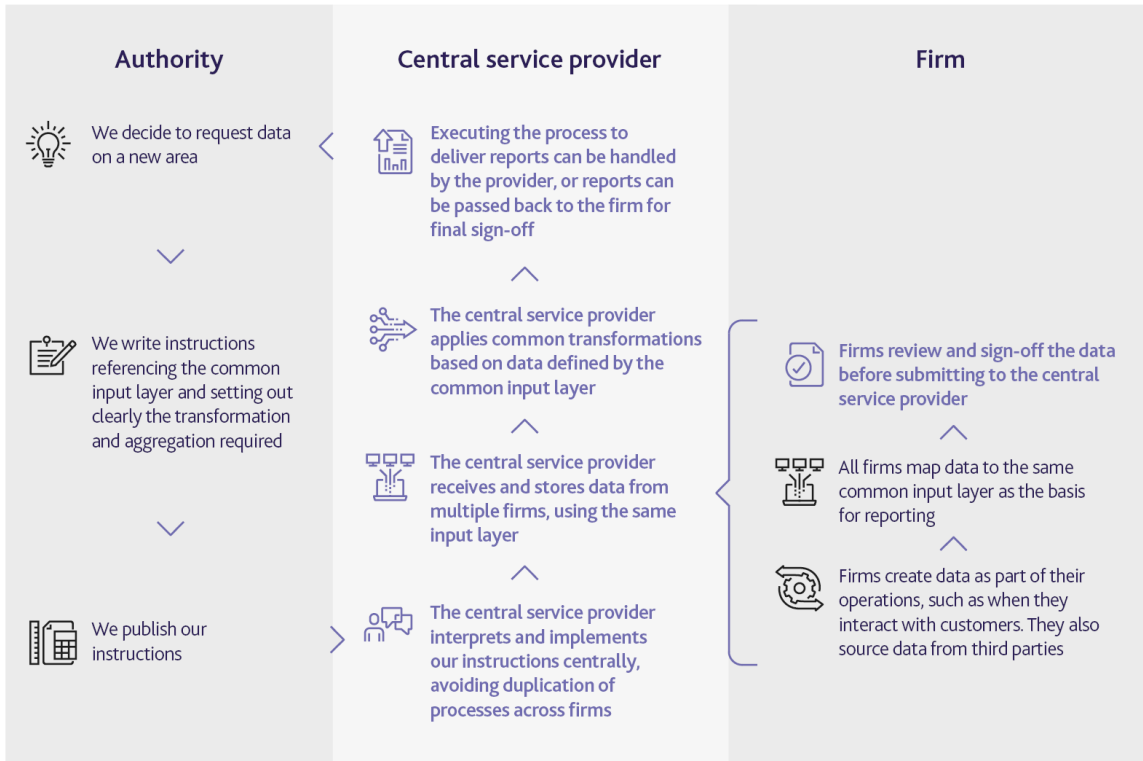 Authority
We decide to request data
on a new area
We write instructions
referencing the common
input layer and setting out
clearly the transformation
and aggregation required
We publish our
instructions
Central service provider
Executing the process to
deliver reports can be handled
by the provider, or reports can
be passed back to the firm for
final sign-off
The central service provider
applies common transformations
based on data defined by the
common input layer
The central service provider
receives and stores data from
multiple firms, using the same
input layer
The central service provider
interprets and implements
our instructions centrally,
avoiding duplication of
processes across firms
Firm
Firms review and sign-off the data
before submitting to the central
service provider
All firms map data to the same
common input layer as the basis
for reporting
Firms create data as part of their
operations, such as when they
interact with customers. They also
source data from third parties